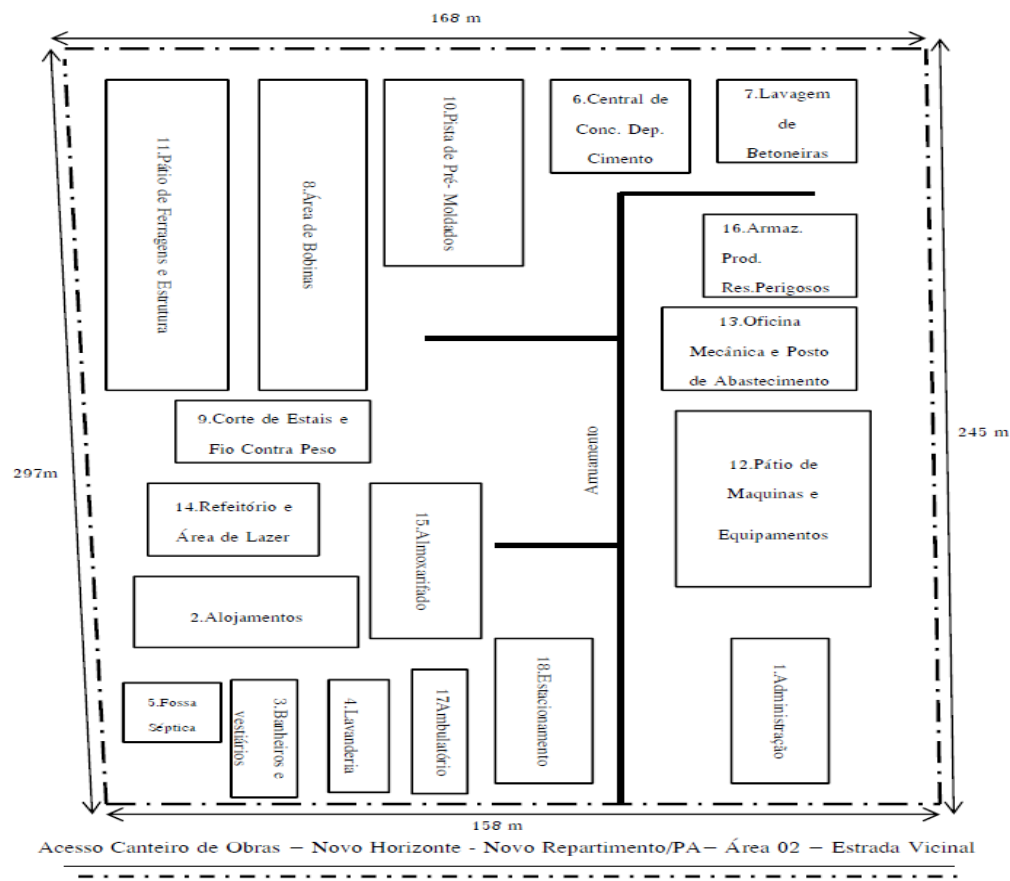 168 m
11.Pátio de Ferragens e Estrutura
8.Área de Bobinas
10.Pista de Pré- Moldados
6.Central de
Conc. Dep.
Cimento
7.Lavagem
de
Betoneiras
16.Armaz.
Prod.
Res.Perigosos
13.Oficina
Mecânica e Posto
de Abastecimento
9.Corte de Estais e
Fio Contra Peso
Arruamento
12.Pátio de
Maquinas e
Equipamentos
297m
245 m
14.Refeitório e
Área de Lazer
15.Almoxarifado
2.Alojamentos
5.Fossa
Séptica
3.Banheiros e
vestiários
4.Lavanderia
17Ambulatório
18.Estacionamento
1.Administração
158 m
Acesso Canteiro de Obras – Novo Horizonte - Novo Repartimento/PA– Área 02 – Estrada Vicinal